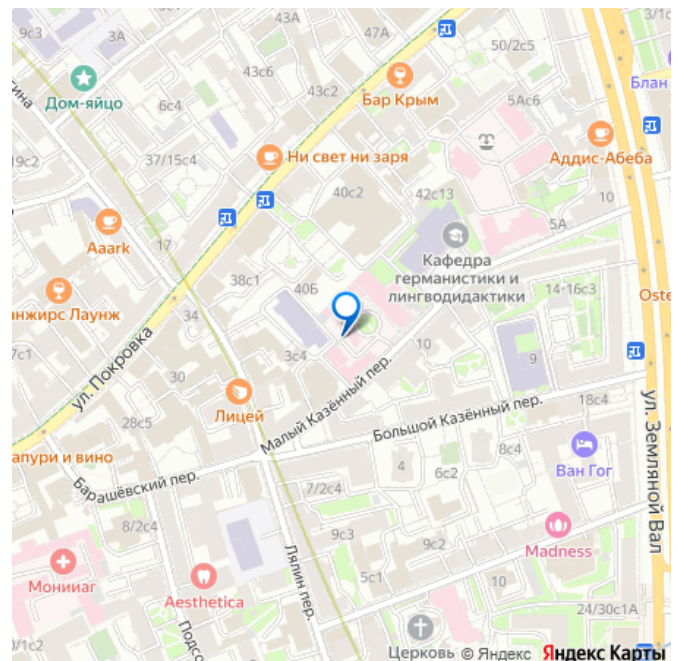 9с3
3А
43А
47А
50/2с5
3/1с
Дом-яйцо
6с4
43с6
43с2
Бар Крым
5Ас6
Блан
гина
19с2
37/15с4
Ни свет ни заря
Аддис-Абеба
40с2
42с13
10
5А
Aaark
17
Кафедра
германистики и
лингводидактики
38с1
40Б
14-16с3
Oste
анжирс Лаунж
34
ул. Покровка
30
3с4
10
9
Лицей
Малый Казённый пер.
Большой Казённый пер.
18с4
ул. Земляной Вал
28с5
апури и вино
Барашёвский пер.
4
6с2
8с4
Ван Гог
7/2с4
8/2с4
9с3
9с2
Madness
Мониаг
Aesthetica
Лялин пер.
5с1
10
24/30с1А
Подсо
0/1с2
Церковь © Яндекс Яндекс Карты